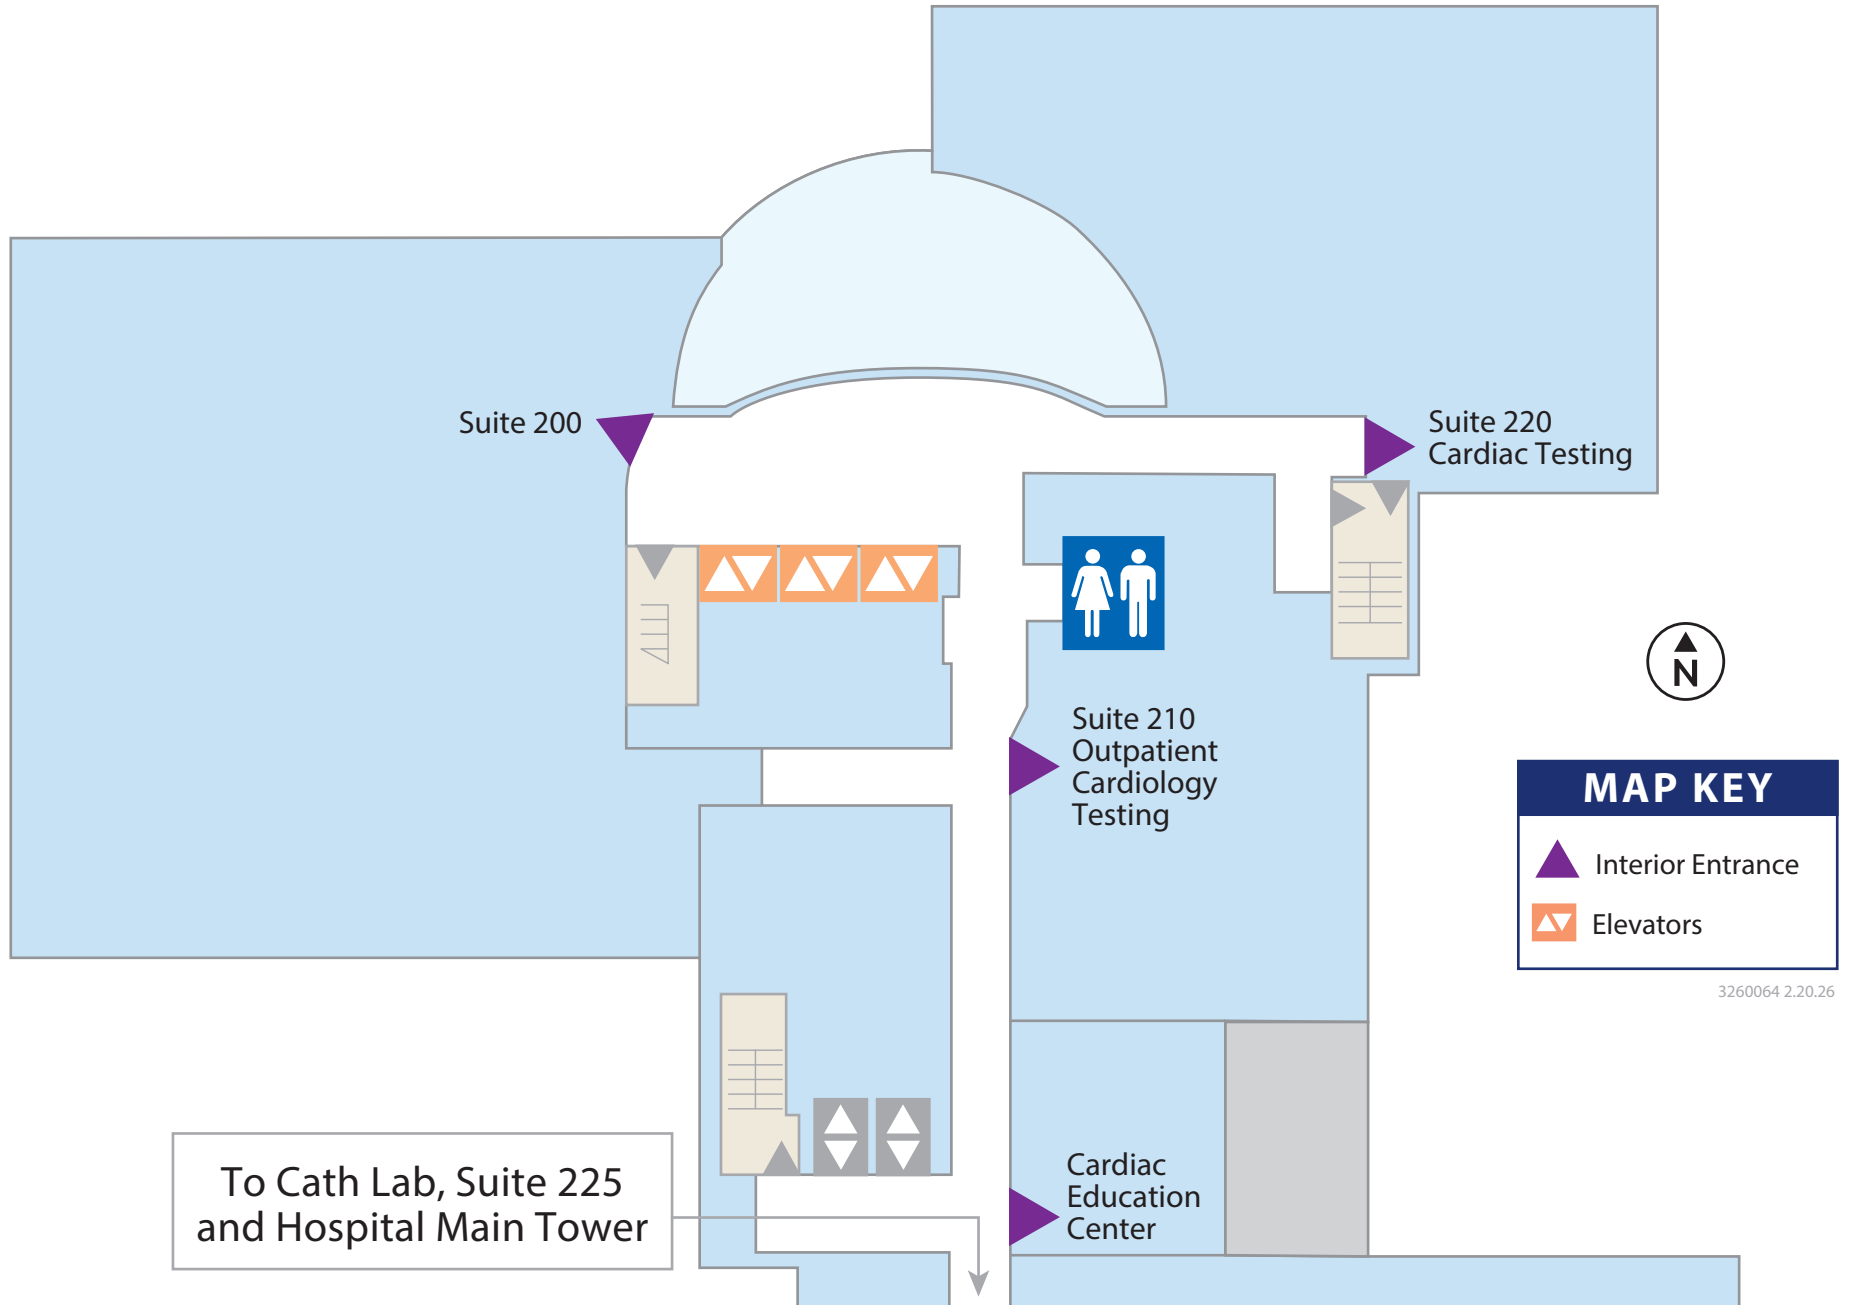 Suite 200
Suite 220
Cardiac Testing
Suite 210
Outpatient
Cardiology
Testing
N
MAP KEY
Interior Entrance
Elevators
3260064 2.20.26
To Cath Lab, Suite 225
and Hospital Main Tower
Cardiac
Education
Center